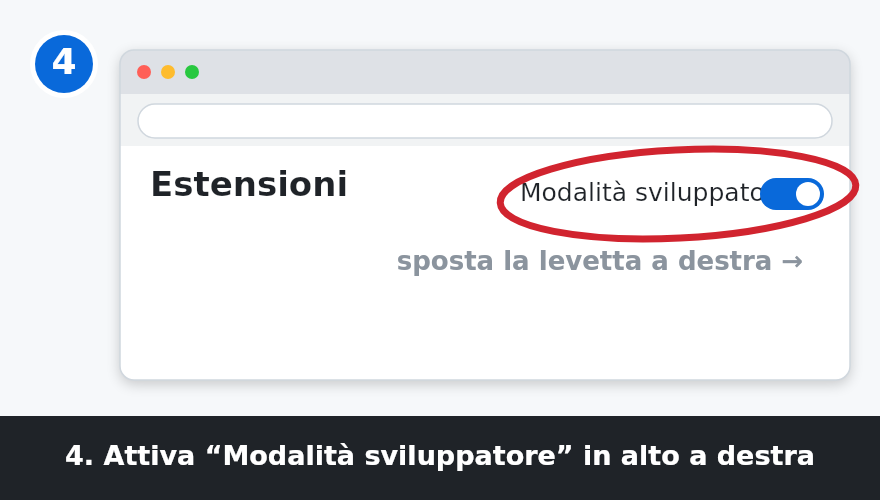 4
Estensioni
Modalità sviluppato
sposta la levetta a destra →
4. Attiva “Modalità sviluppatore” in alto a destra